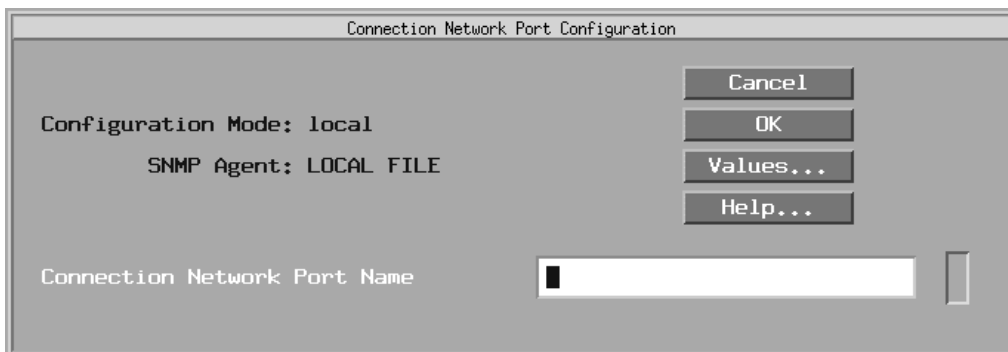 Connection Network Port Configuration
Cancel
Configuration Mode: local
OK
SNMP Agent: LOCAL FILE
Values...
Help...
Connection Network Port Name